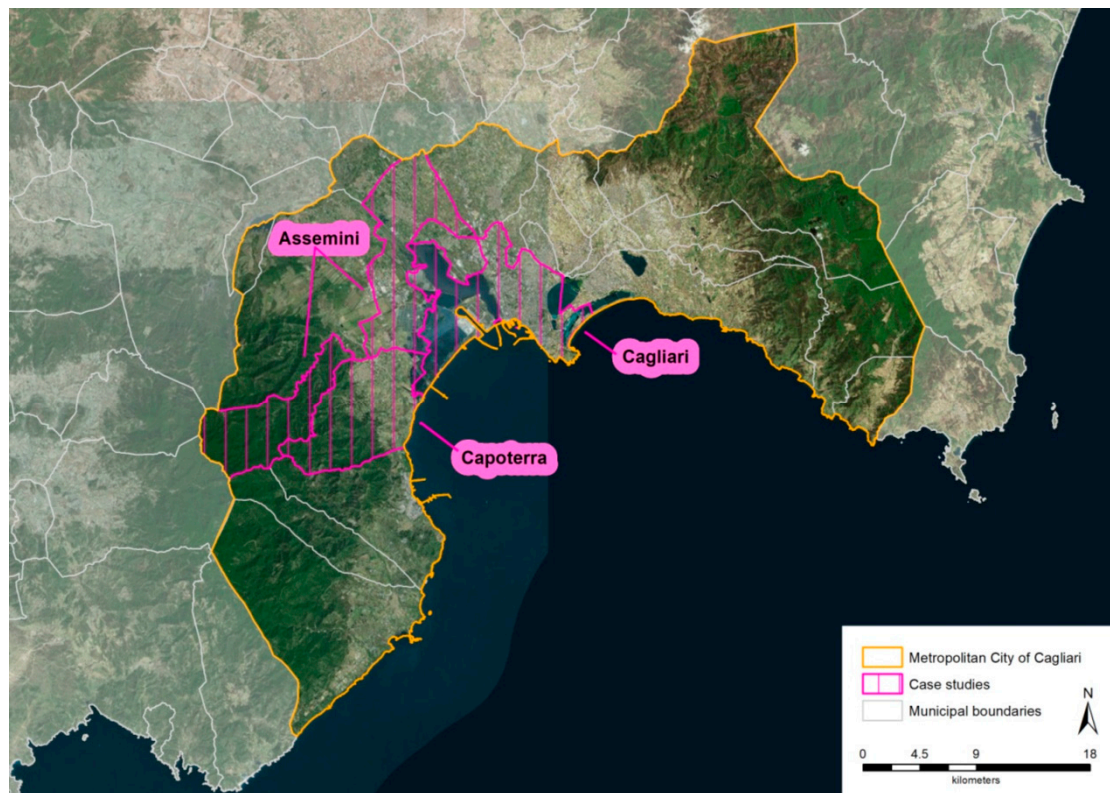 Assemini
Cagliari
Capoterra
Metropolitan City of Cagliari
Case studies
Municipal boundaries
N
0 4.5 9 18
kilometers